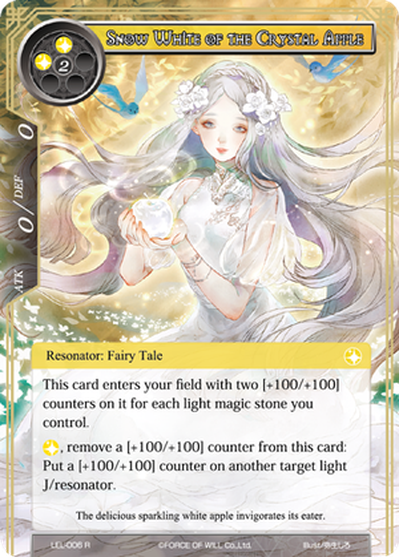 Snow White of the Crystal Apple
2
ATK 0 / DEF 0
Resonator: Fairy Tale
This card enters your field with two [+100/+100]
counters on it for each light magic stone you
control.
, remove a [+100/+100] counter from this card:
Put a [+100/+100] counter on another target light
J/resonator.
The delicious sparkling white apple invigorates its eater.
LEL-006 R
©FORCE OF WILL Co.,Ltd.
Illust/